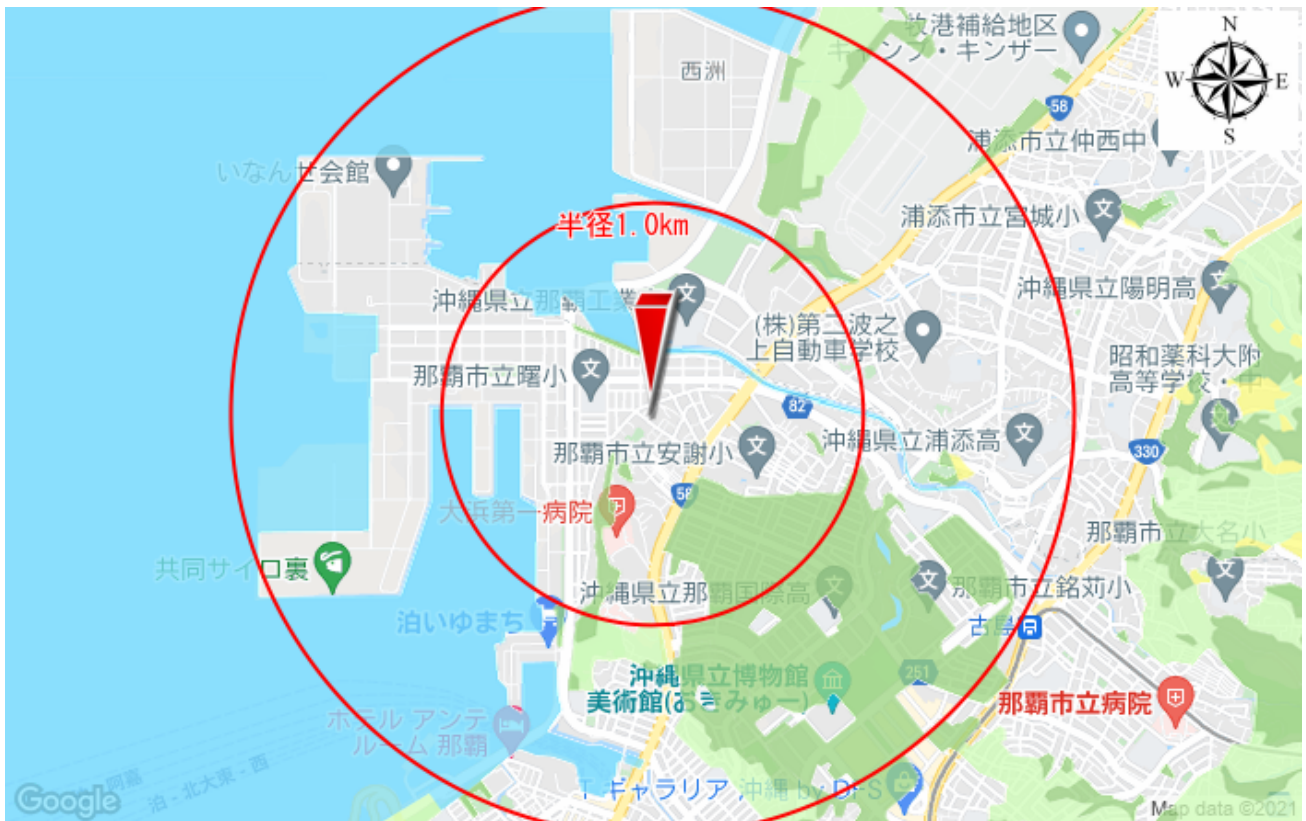 N
W E
S
牧港補給地区
キャンプ・キンザー
西洲
58
浦添市立仲西中
いなんせ会館
浦添市立宮城小
半径1.0km
沖縄県立陽明高
沖縄県立那覇工業
(株)第二波之
上自動車学校
昭和薬科大附
高等学校・中
那覇市立曙小
82
沖縄県立浦添高
330
那覇市立安謝小
58
大浜第一病院
那覇市立大名小
共同サイロ裏
沖縄県立那覇国際高
那覇市立銘苅小
泊いゆまち
古島
251
沖縄県立博物館
美術館(おきみゅー)
那覇市立病院
ホテル アンテ
ルーム 那覇
阿嘉
泊・北大東・西
T ギャラリア 沖縄 by DFS
Google
Map data ©2021